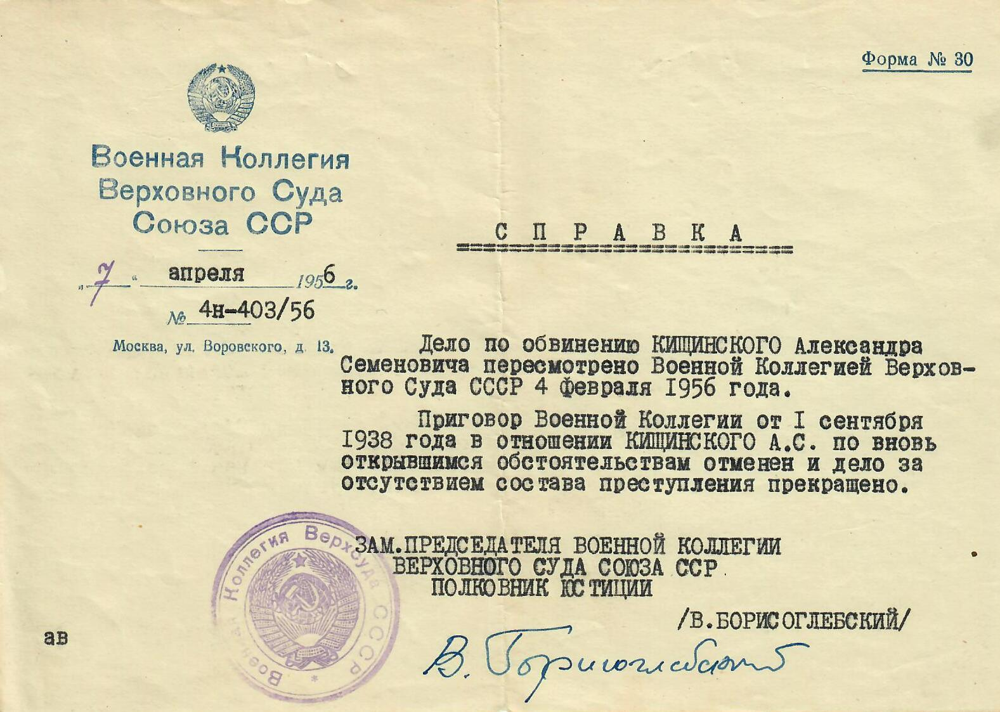 Форма № 30
Военная Коллегия
Верховного Суда
Союза ССР
„7“ апреля 1956 г.
№ 4н-403/56
Москва, ул. Воровского, д. 13.
СПРАВКА
Дело по обвинению КИЩИНСКОГО Александра
Семеновича пересмотрено Военной Коллегией Верхов-
ного Суда СССР 4 февраля 1956 года.
Приговор Военной Коллегии от I сентября
1938 года в отношении КИЩИНСКОГО А.С. по вновь
открывшимся обстоятельствам отменен и дело за
отсутствием состава преступления прекращено.
ЗАМ.ПРЕДСЕДАТЕЛЯ ВОЕННОЙ КОЛЛЕГИИ
ВЕРХОВНОГО СУДА СОЮЗА ССР
ПОЛКОВНИК ЮСТИЦИИ
/В.БОРИСОГЛЕБСКИЙ/
В. Борисоглебский
ав
Военная Коллегия Верхсуда СССР *